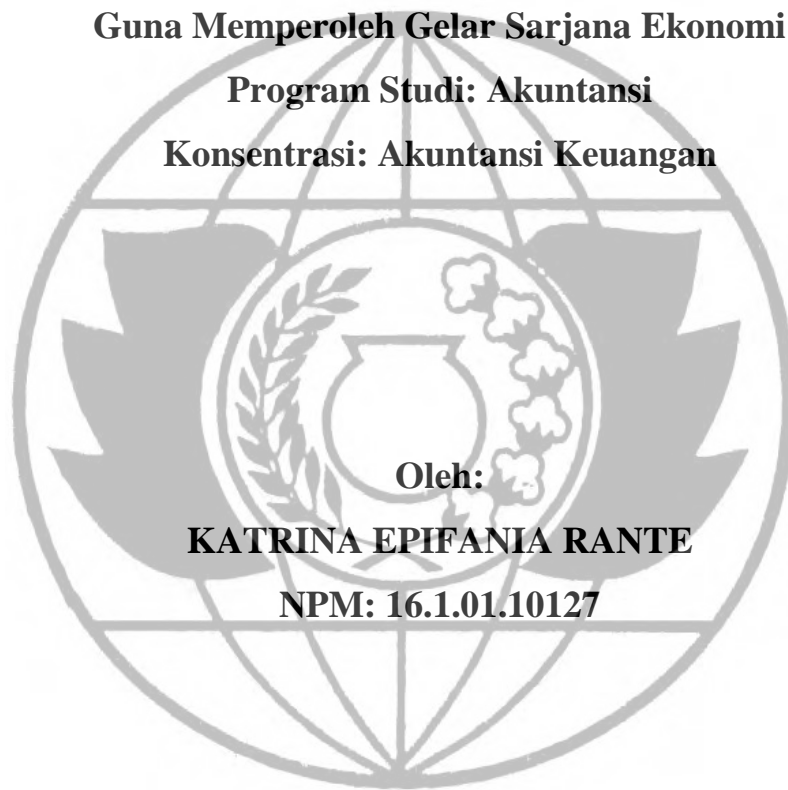 Guna Memperoleh Gelar Sarjana Ekonomi
Program Studi: Akuntansi
Konsentrasi: Akuntansi Keuangan
Oleh:
KATRINA EPIFANIA RANTE
NPM: 16.1.01.10127